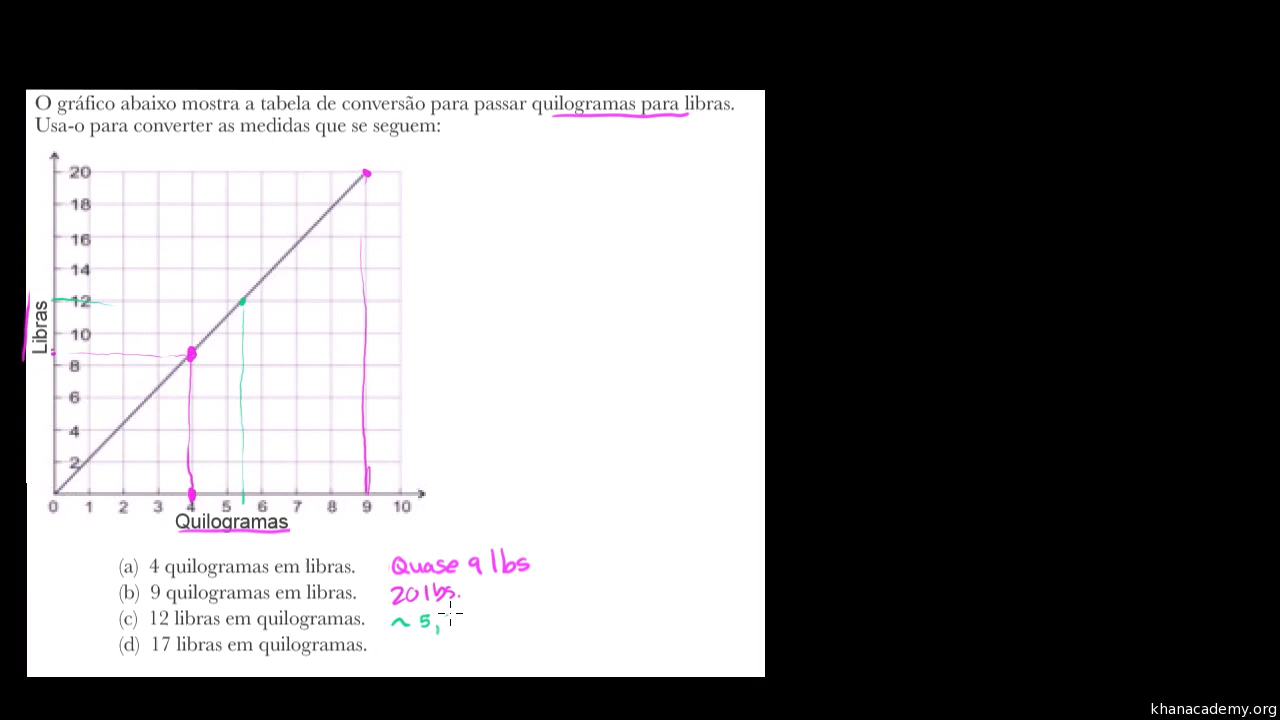 O gráfico abaixo mostra a tabela de conversão para passar quilogramas para libras.
Usa-o para converter as medidas que se seguem:
20
18
16
14
12
10
8
6
4
2
Libras
0 1 2 3 4 5 6 7 8 9 10
Quilogramas
(a) 4 quilogramas em libras. Quase 9 lbs
(b) 9 quilogramas em libras. 20 lbs.
(c) 12 libras em quilogramas. ~ 5,
(d) 17 libras em quilogramas.
khanacademy.org